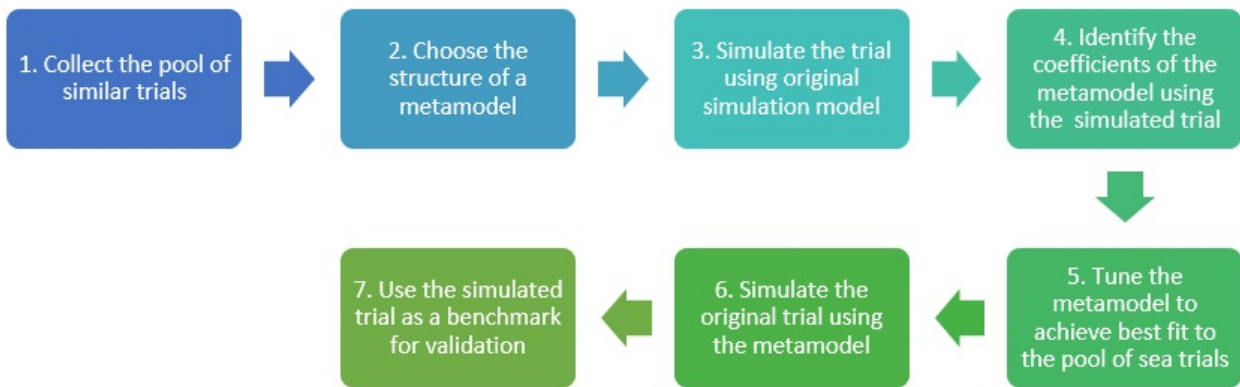 1. Collect the pool of
similar trials
2. Choose the
structure of a
metamodel
3. Simulate the trial
using original
simulation model
4. Identify the
coefficients of the
metamodel using
the simulated trial
5. Tune the
metamodel to
achieve best fit to
the pool of sea trials
6. Simulate the
original trial using
the metamodel
7. Use the simulated
trial as a benchmark
for validation